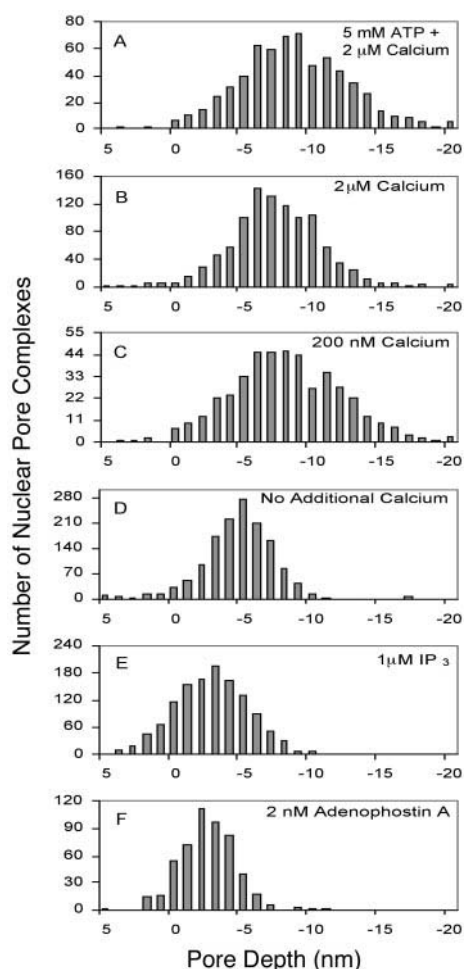 Number of Nuclear Pore Complexes
A
5 mM ATP +
2 μM Calcium
80
60
40
20
0
5 0 -5 -10 -15 -20
B
2μM Calcium
160
120
80
40
0
5 0 -5 -10 -15 -20
C
200 nM Calcium
55
44
33
22
11
0
5 0 -5 -10 -15 -20
D
No Additional Calcium
280
210
140
70
0
5 0 -5 -10 -15 -20
E
1μM IP 3
240
180
120
60
0
5 0 -5 -10 -15 -20
F
2 nM Adenophostin A
120
90
60
30
0
5 0 -5 -10 -15 -20
Pore Depth (nm)